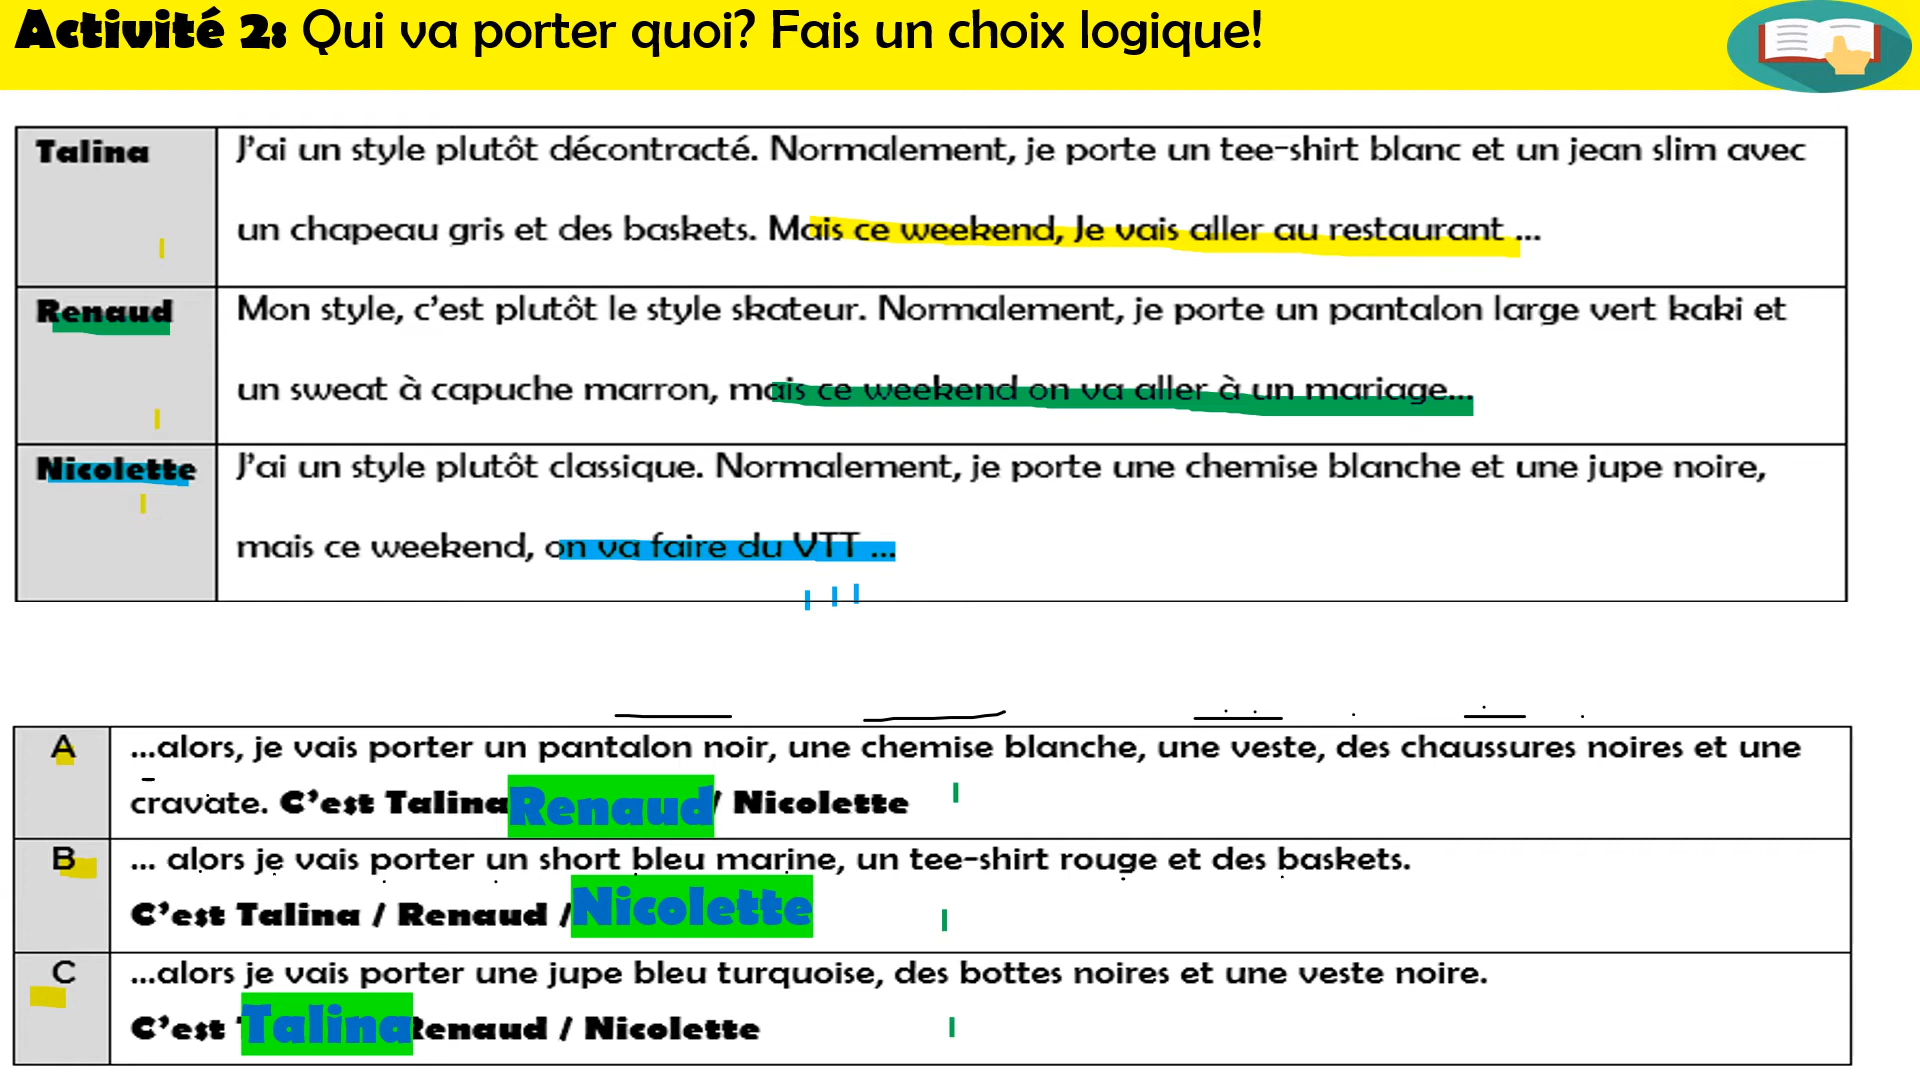 Activité 2: Qui va porter quoi? Fais un choix logique!
Talina
J'ai un style plutôt décontracté. Normalement, je porte un tee-shirt blanc et un jean slim avec
un chapeau gris et des baskets. Mais ce weekend, Je vais aller au restaurant ...
Renaud
Mon style, c'est plutôt le style skateur. Normalement, je porte un pantalon large vert kaki et
un sweat à capuche marron, mais ce weekend on va aller à un mariage...
Nicolette
J'ai un style plutôt classique. Normalement, je porte une chemise blanche et une jupe noire,
mais ce weekend, on va faire du VTT ...
A
...alors, je vais porter un pantalon noir, une chemise blanche, une veste, des chaussures noires et une
cravate. C'est Talina Renaud / Nicolette
B
... alors je vais porter un short bleu marine, un tee-shirt rouge et des baskets.
C'est Talina / Renaud / Nicolette
C
...alors je vais porter une jupe bleu turquoise, des bottes noires et une veste noire.
C'est Talina Renaud / Nicolette